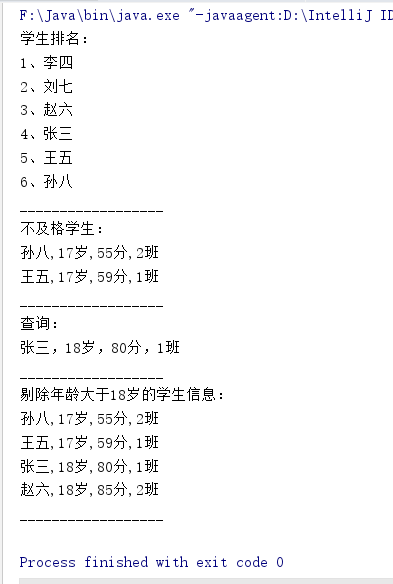 F:\Java\bin\java.exe "-javaagent:D:\IntelliJ ID
学生排名：
1、李四
2、刘七
3、赵六
4、张三
5、王五
6、孙八
__________________
不及格学生：
孙八,17岁,55分,2班
王五,17岁,59分,1班
__________________
查询：
张三，18岁，80分，1班
__________________
剔除年龄大于18岁的学生信息：
孙八,17岁,55分,2班
王五,17岁,59分,1班
张三,18岁,80分,1班
赵六,18岁,85分,2班
__________________
Process finished with exit code 0